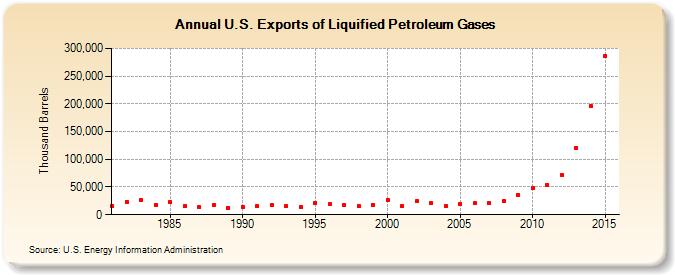 Annual U.S. Exports of Liquified Petroleum Gases
Thousand Barrels
300,000
250,000
200,000
150,000
100,000
50,000
0
1985 1990 1995 2000 2005 2010 2015
Source: U.S. Energy Information Administration